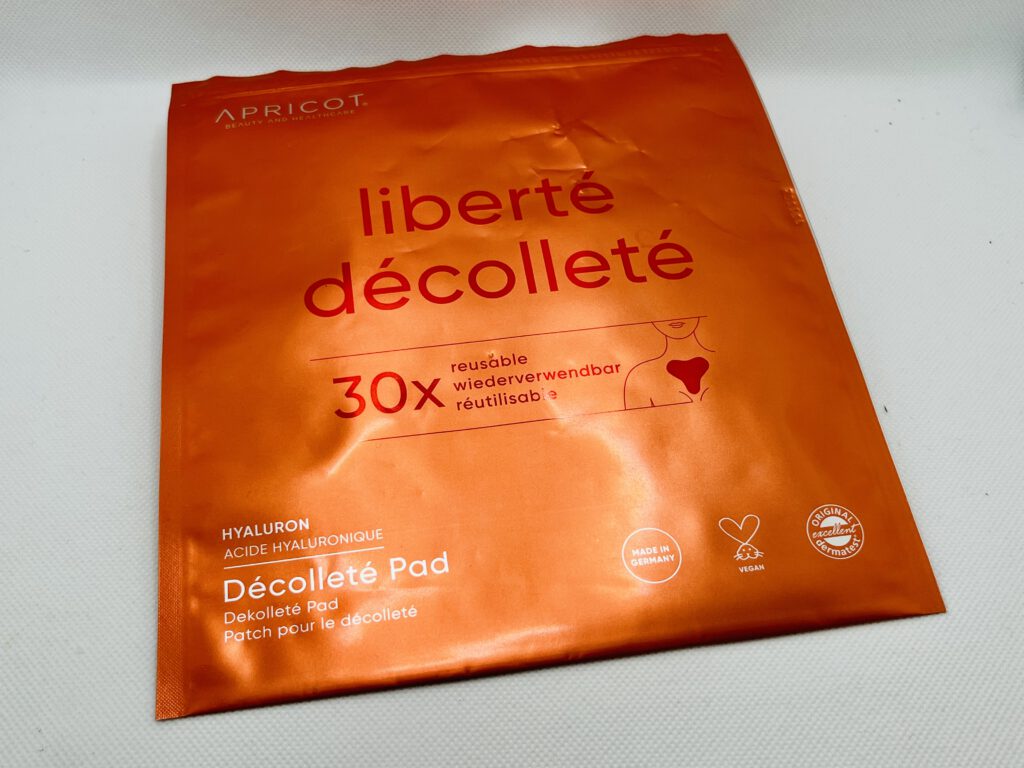 APRICOT®
BEAUTY AND HEALTHCARE
liberté
décolleté
30x
reusable
wiederverwendbar
réutilisable
HYALURON
ACIDE HYALURONIQUE
Décolleté Pad
Dekolleté Pad
Patch pour le décolleté
MADE IN
GERMANY
VEGAN
ORIGINAL
excellent
dermatest®